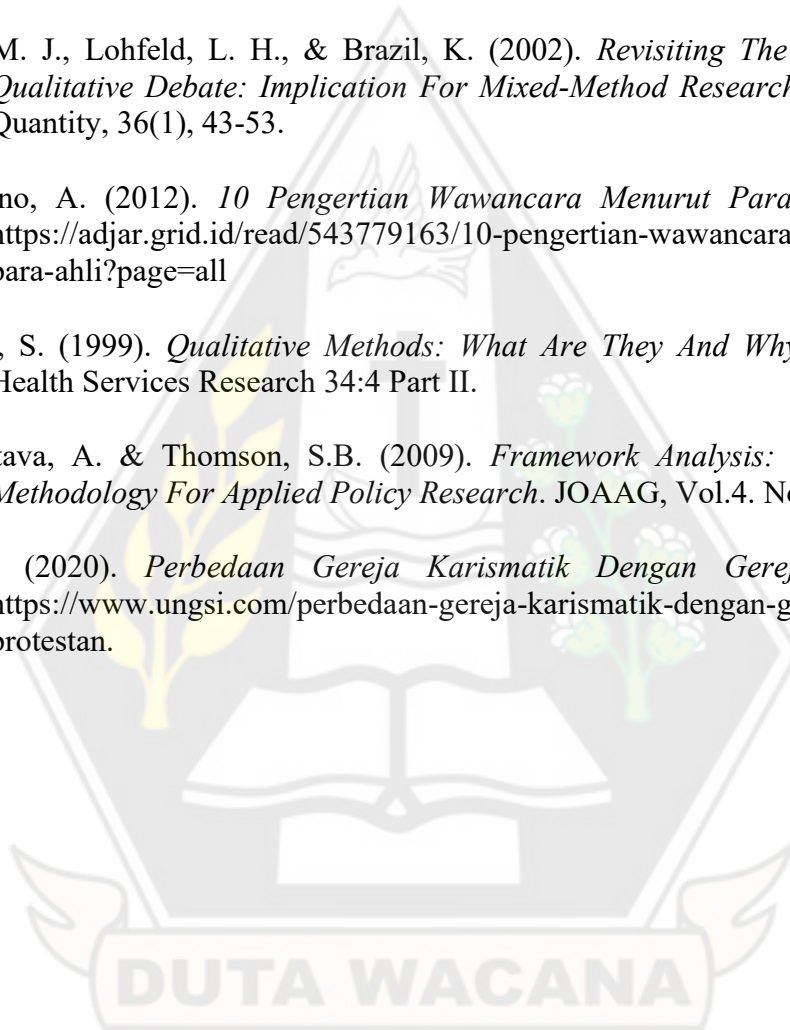 M. J., Lohfeld, L. H., & Brazil, K. (2002). Revisiting The
Qualitative Debate: Implication For Mixed-Method Research
Quantity, 36(1), 43-53.
no, A. (2012). 10 Pengertian Wawancara Menurut Para
https://adjar.grid.id/read/543779163/10-pengertian-wawancara
para-ahli?page=all
, S. (1999). Qualitative Methods: What Are They And Why
Health Services Research 34:4 Part II.
tava, A. & Thomson, S.B. (2009). Framework Analysis:
Methodology For Applied Policy Research. JOAAG, Vol.4. No
(2020). Perbedaan Gereja Karismatik Dengan Gerej
https://www.ungsi.com/perbedaan-gereja-karismatik-dengan-g
protestan.
DUTA WACANA